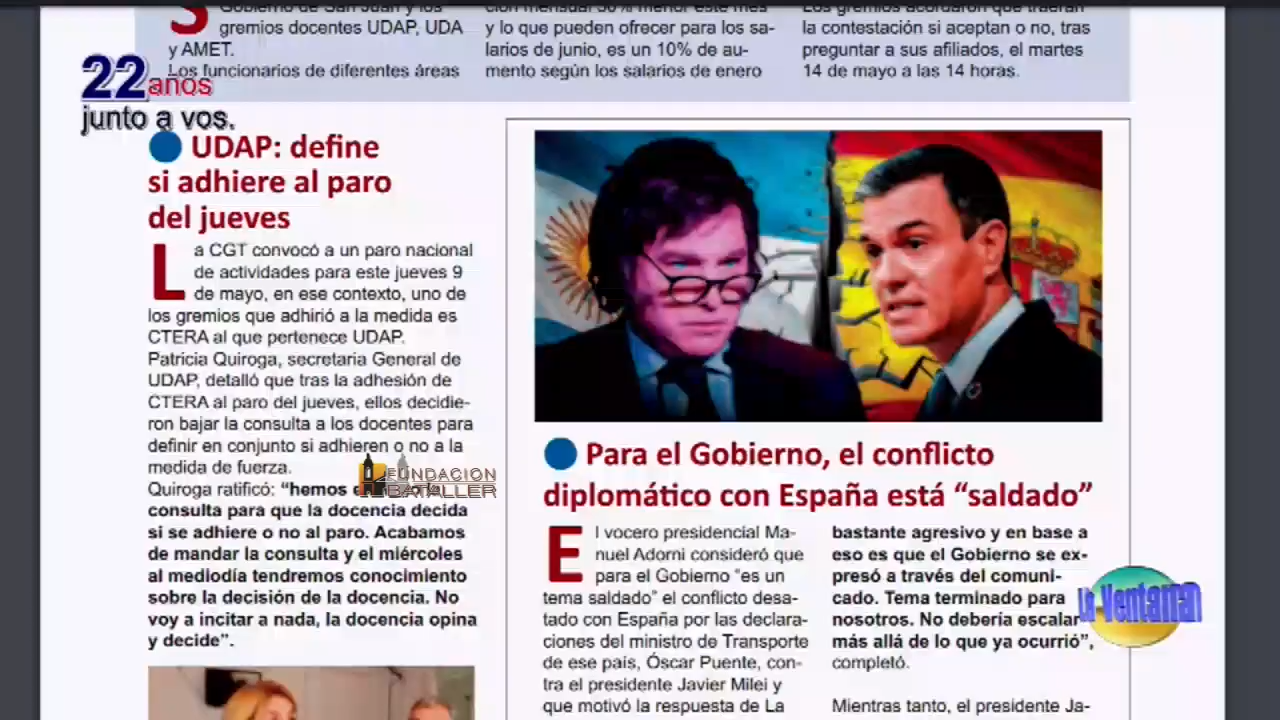 Gobierno de San Juan y los
gremios docentes UDAP, UDA
y AMET.
Los funcionarios de diferentes áreas
ción mensual 50% menor este mes
y lo que pueden ofrecer para los sa-
larios de junio, es un 10% de au-
mento según los salarios de enero
Los gremios acordaron que traerán
la contestación si aceptan o no, tras
preguntar a sus afiliados, el martes
14 de mayo a las 14 horas.
22 años
junto a vos.
UDAP: define
si adhiere al paro
del jueves
La CGT convocó a un paro nacional
de actividades para este jueves 9
de mayo, en ese contexto, uno de
los gremios que adhirió a la medida es
CTERA al que pertenece UDAP.
Patricia Quiroga, secretaria General de
UDAP, detalló que tras la adhesión de
CTERA al paro del jueves, ellos decidie-
ron bajar la consulta a los docentes para
definir en conjunto si adhieren o no a la
medida de fuerza.
Quiroga ratificó: “hemos
consulta para que la docencia decida
si se adhiere o no al paro. Acabamos
de mandar la consulta y el miércoles
al mediodía tendremos conocimiento
sobre la decisión de la docencia. No
voy a incitar a nada, la docencia opina
y decide”.
FUNDACION
BATALLER
Para el Gobierno, el conflicto
diplomático con España está “saldado”
El vocero presidencial Ma-
nuel Adorni consideró que
para el Gobierno “es un
tema saldado” el conflicto desa-
tado con España por las declara-
ciones del ministro de Transporte
de ese país, Óscar Puente, con-
tra el presidente Javier Milei y
que motivó la respuesta de La
bastante agresivo y en base a
eso es que el Gobierno se ex-
presó a través del comuni-
cado. Tema terminado para
nosotros. No debería escalar
más allá de lo que ya ocurrió”,
completó.
Mientras tanto, el presidente Ja-
La Ventana